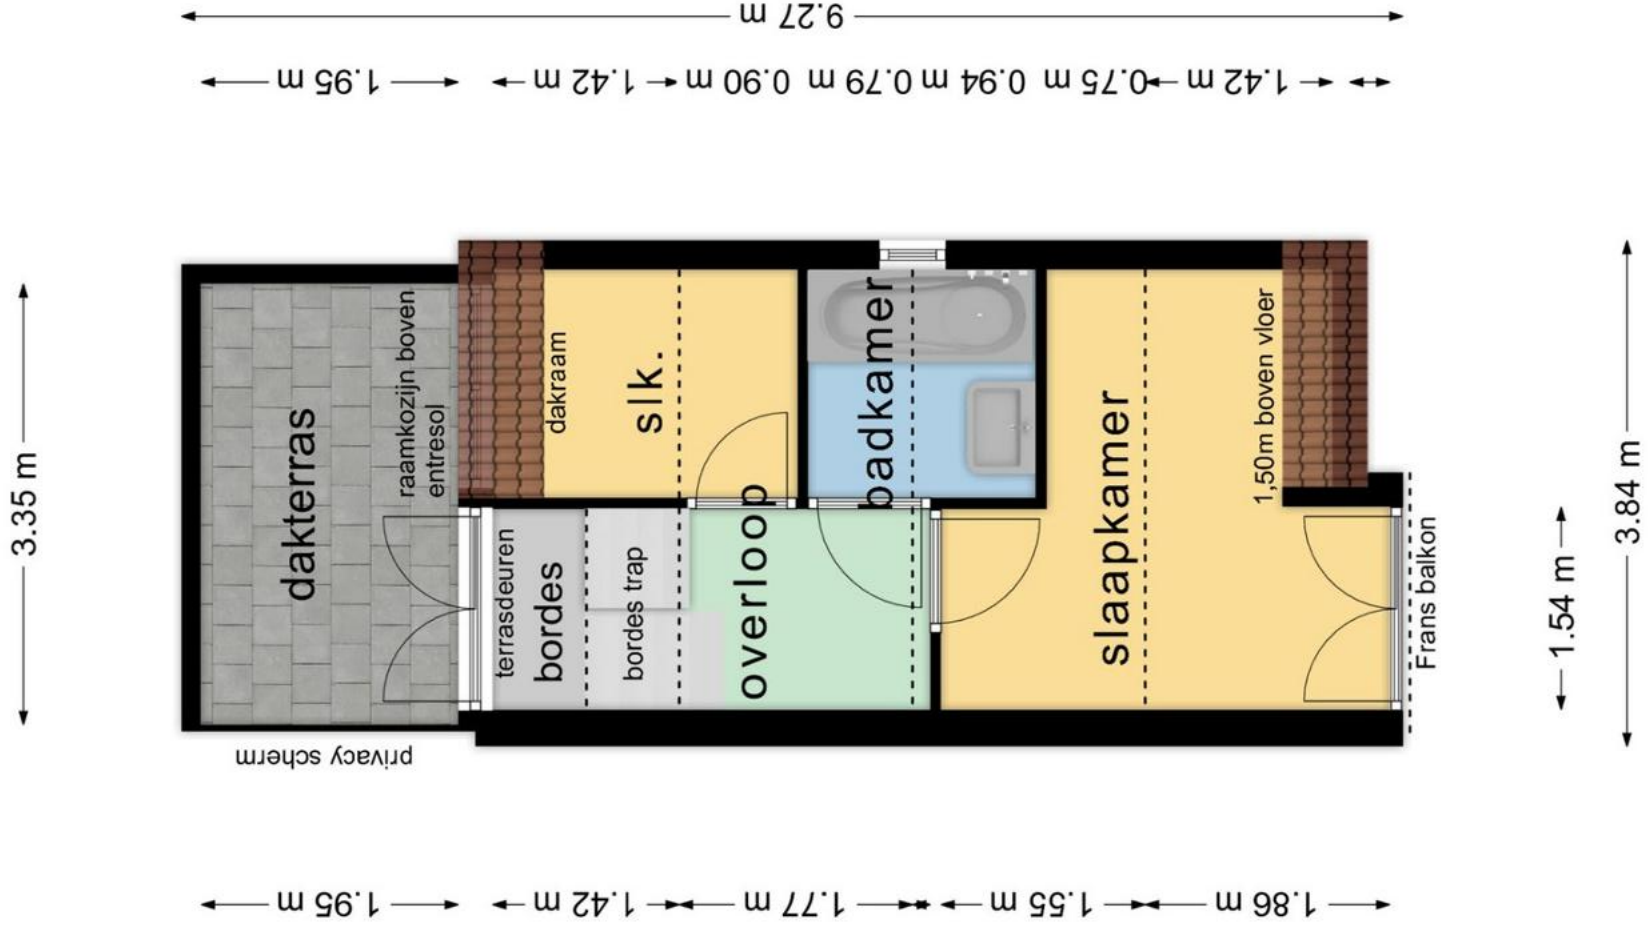 9.27 m
1.95 m
1.42 m
0.90 m
0.79 m
0.94 m
0.75 m
1.42 m
3.35 m
dakterras
raamkozijn boven
entresol
dakraam
slk.
badkamer
slaapkamer
1,50m boven vloer
terrasdeuren
bordes
bordes trap
overloop
Frans balkon
1.54 m
3.84 m
privacy scherm
1.95 m
1.42 m
1.77 m
1.55 m
1.86 m